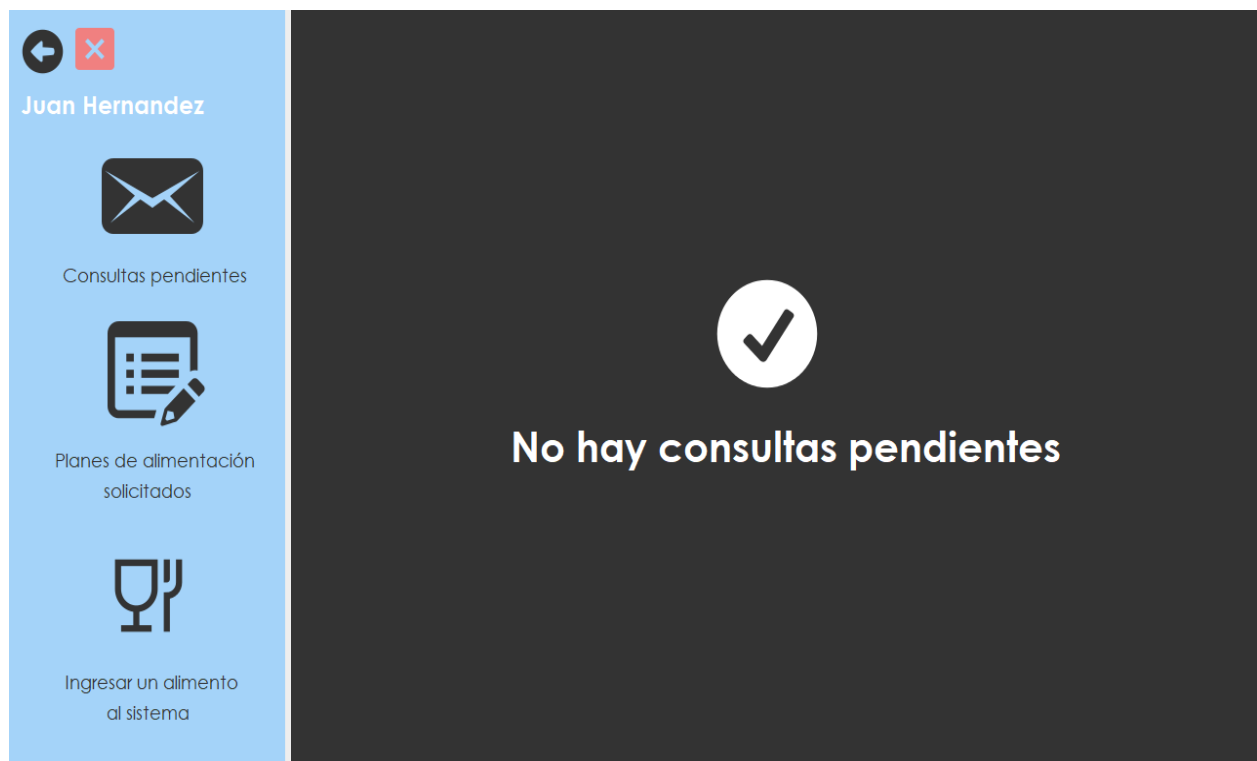 Juan Hernandez
Consultas pendientes
Planes de alimentación
solicitados
Ingresar un alimento
al sistema
No hay consultas pendientes